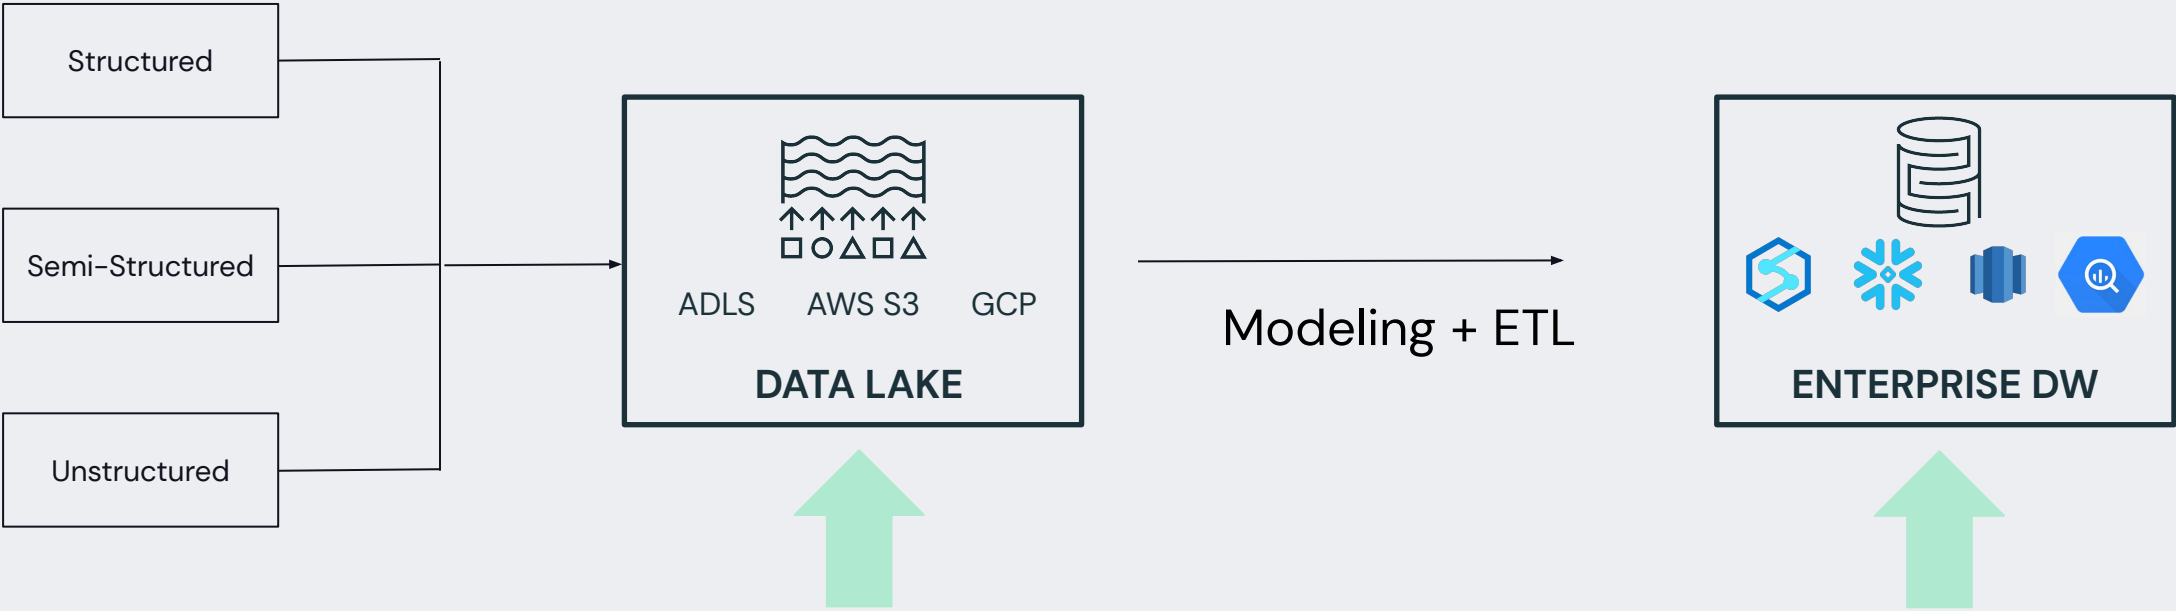 Structured
Semi-Structured
Unstructured
ADLS AWS S3 GCP
DATA LAKE
Modeling + ETL
ENTERPRISE DW